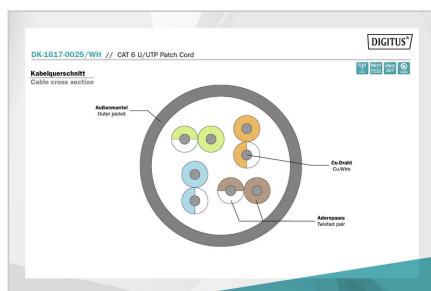 DIGITUS®
DK-1617-0025/WH // CAT 6 U/UTP Patch Cord
Kabelquerschnitt
Cable cross section
Außenmantel
Outer jacket
Cu-Draht
Cu-Wire
Adernpaare
Twisted pair